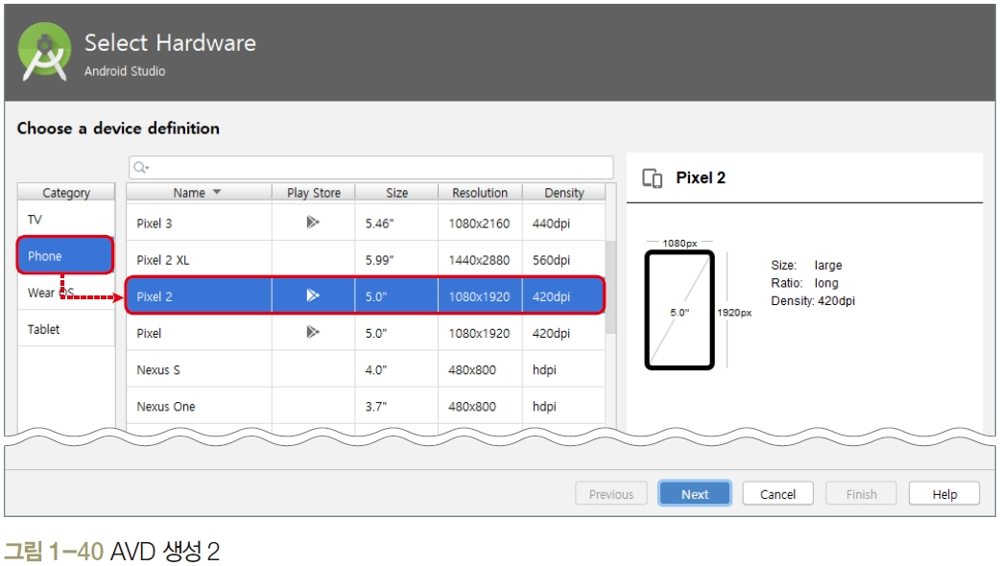 Select Hardware
Android Studio
Choose a device definition
Category
TV
Phone
Wear OS
Tablet
Name Play Store Size Resolution Density
Pixel 3 5.46" 1080x2160 440dpi
Pixel 2 XL 5.99" 1440x2880 560dpi
Pixel 2 5.0" 1080x1920 420dpi
Pixel 5.0" 1080x1920 420dpi
Nexus S 4.0" 480x800 hdpi
Nexus One 3.7" 480x800 hdpi
Pixel 2
1080px
5.0"
1920px
Size: large
Ratio: long
Density: 420dpi
Previous Next Cancel Finish Help
그림 1-40 AVD 생성 2